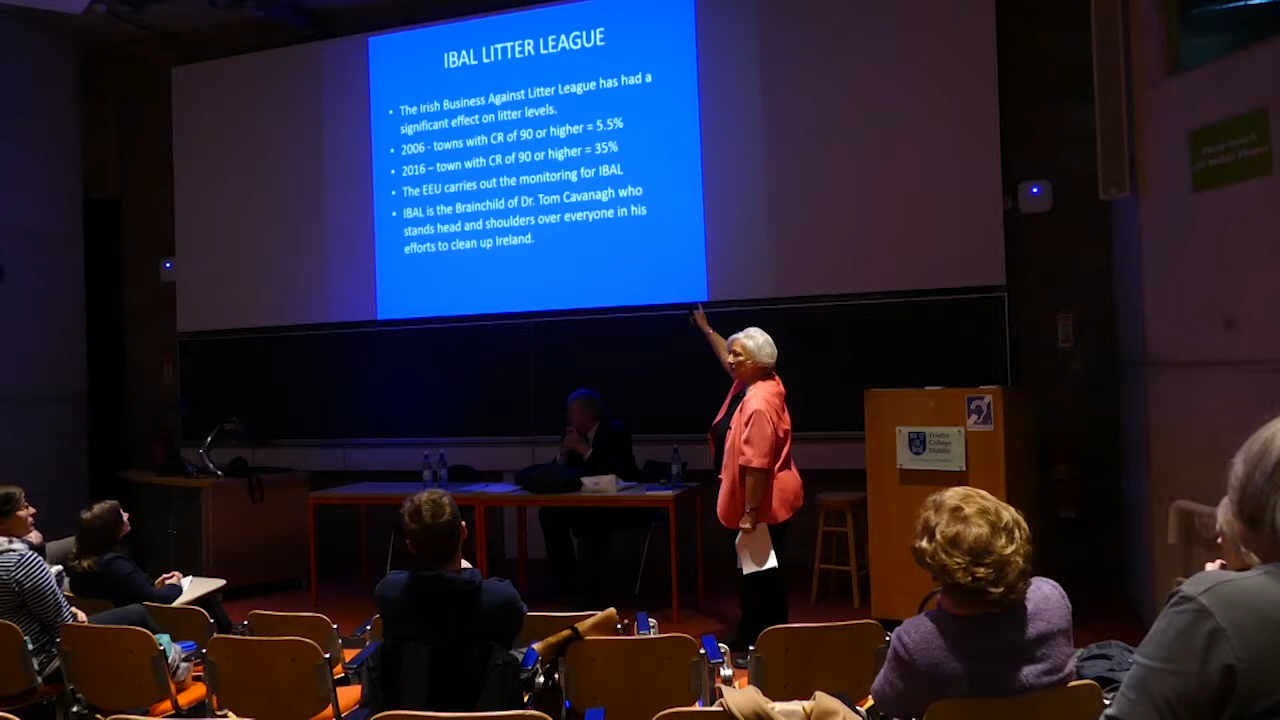 IBAL LITTER LEAGUE
• The Irish Business Against Litter League has had a
significant effect on litter levels.
• 2006 - towns with CR of 90 or higher = 5.5%
• 2016 – town with CR of 90 or higher = 35%
• The EEU carries out the monitoring for IBAL
• IBAL is the Brainchild of Dr. Tom Cavanagh who
stands head and shoulders over everyone in his
efforts to clean up Ireland.
Trinity
College
Dublin